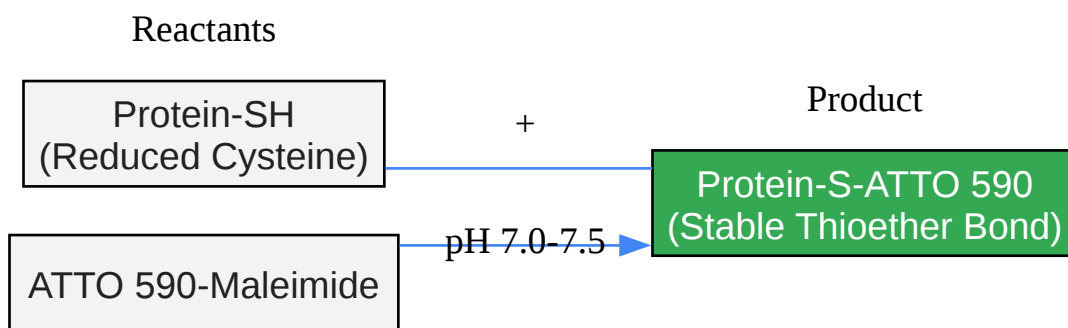 Reactants
Protein-SH
(Reduced Cysteine)
ATTO 590-Maleimide
+
pH 7.0-7.5
Product
Protein-S-ATTO 590
(Stable Thioether Bond)